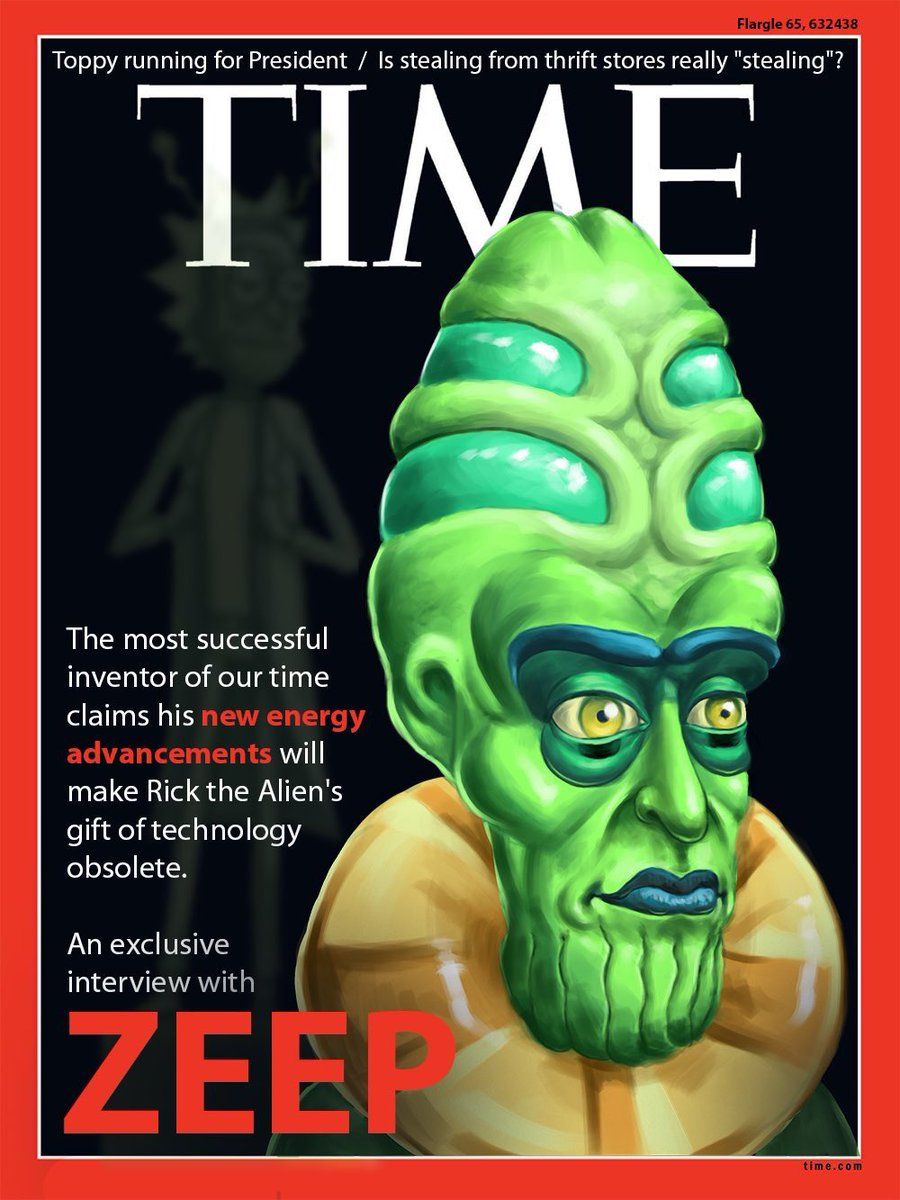 Flargle 65, 632438
Toppy running for President / Is stealing from thrift stores really "stealing"?
TIME
The most successful
inventor of our time
claims his new energy
advancements will
make Rick the Alien's
gift of technology
obsolete.
An exclusive
interview with
ZEEP
time.com